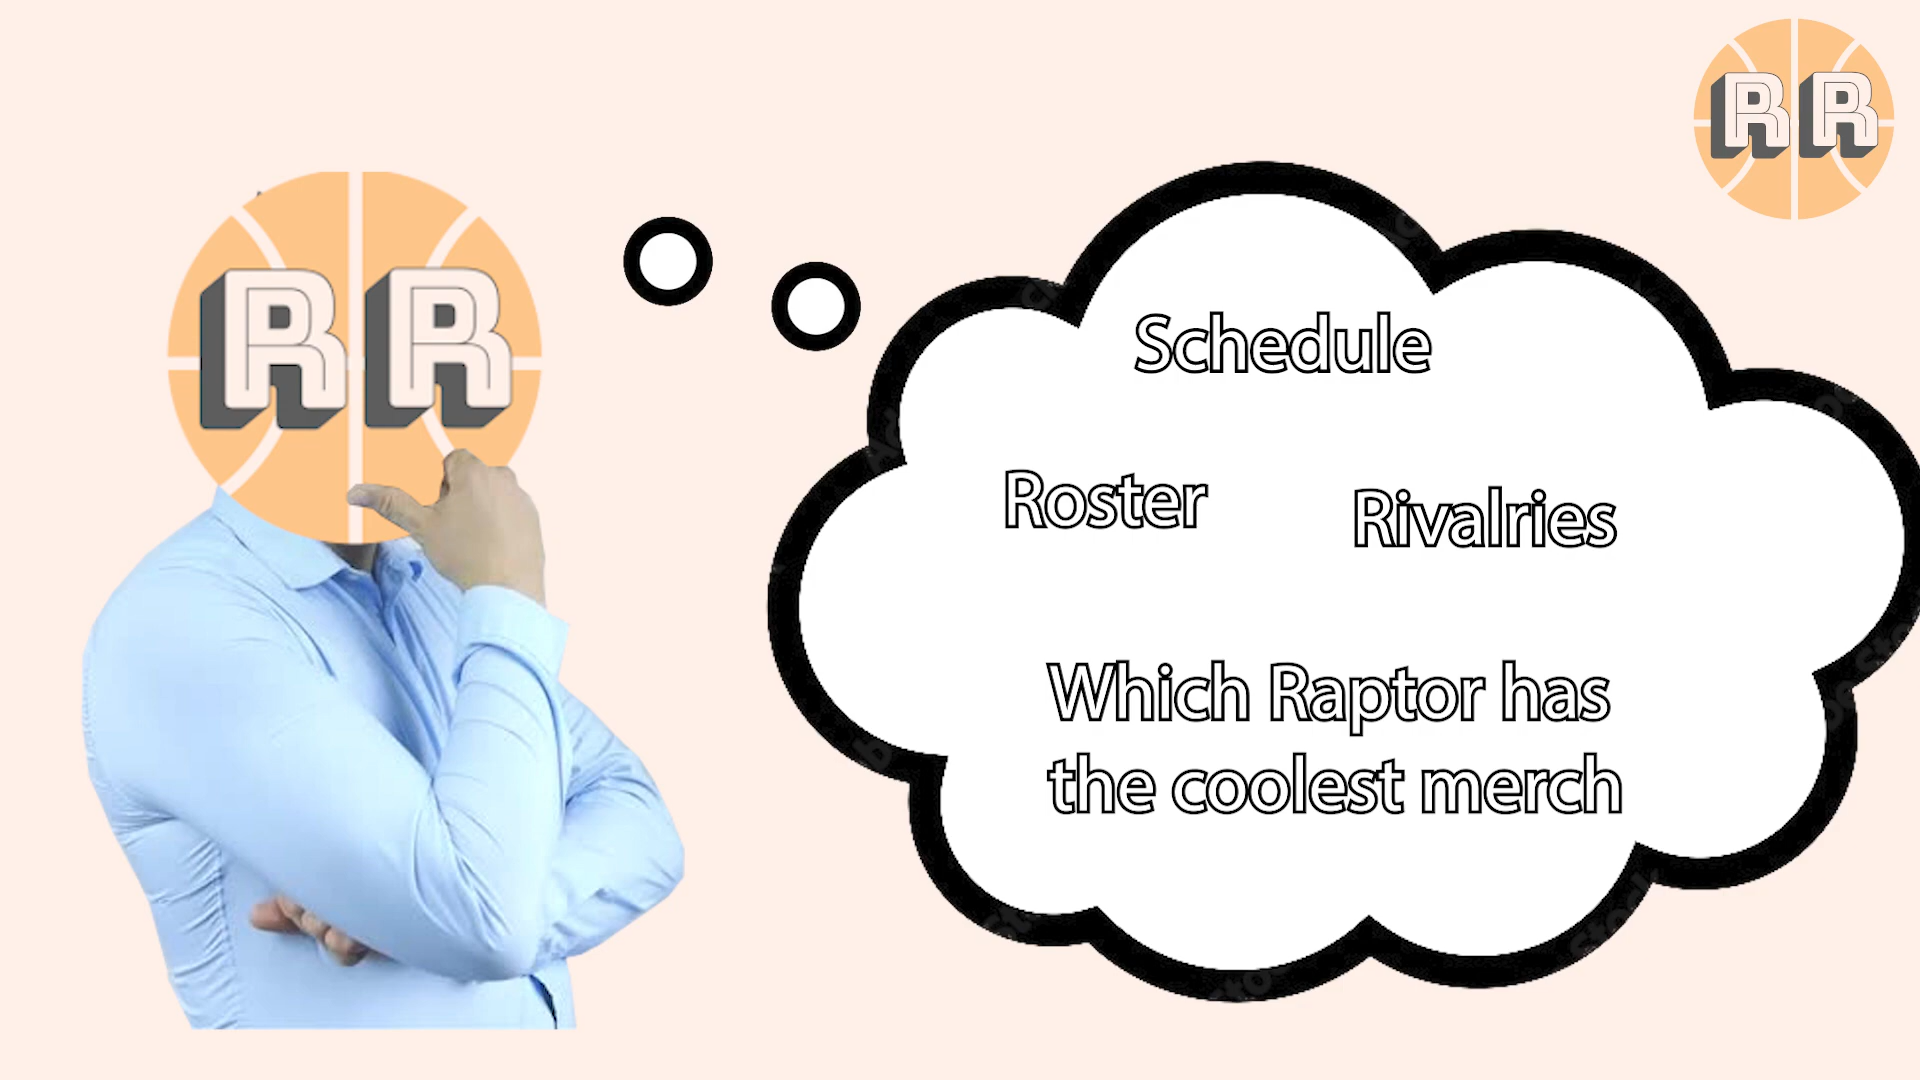 RR
RR
Schedule
Roster
Rivalries
Which Raptor has
the coolest merch